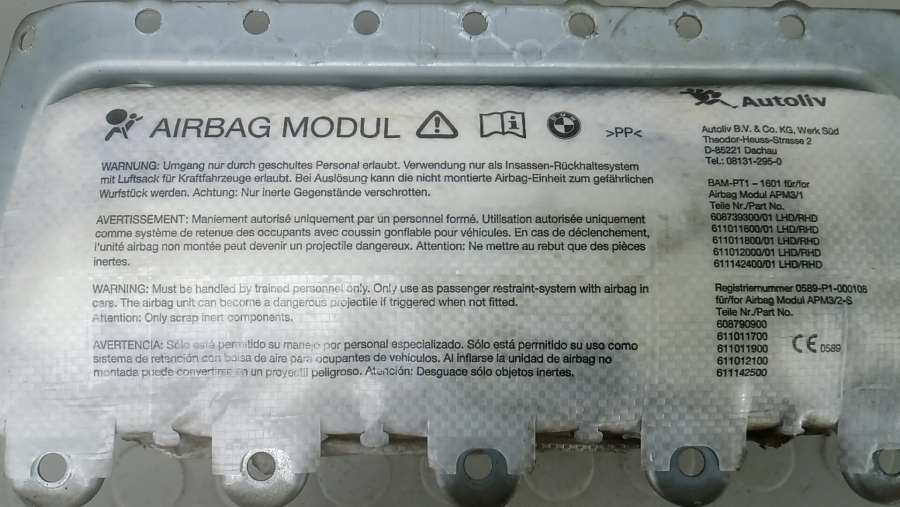 AIRBAG MODUL
>PP<
WARNUNG: Umgang nur durch geschultes Personal erlaubt. Verwendung nur als Insassen-Rückhaltesystem
mit Luftsack für Kraftfahrzeuge erlaubt. Bei Auslösung kann die nicht montierte Airbag-Einheit zum gefährlichen
Wurfstück werden. Achtung: Nur inerte Gegenstände verschrotten.
AVERTISSEMENT: Maniement autorisé uniquement par un personnel formé. Utilisation autorisée uniquement
comme système de retenue des occupants avec coussin gonflable pour véhicules. En cas de déclenchement,
l'unité airbag non montée peut devenir un projectile dangereux. Attention: Ne mettre au rebut que des pièces
inertes.
WARNING: Must be handled by trained personnel only. Only use as passenger restraint-system with airbag in
cars. The airbag unit can become a dangerous projectile if triggered when not fitted.
Attention: Only scrap inert components.
AVERTENCIA: Sólo está permitido su manejo por personal especializado. Sólo está permitido su uso como
sistema de retención con bolsa de aire para ocupantes de vehículos. Al inflarse la unidad de airbag no
montada puede convertirse en un proyectil peligroso. Atención: Desguace sólo objetos inertes.
Autoliv
Autoliv B.V. & Co. KG, Werk Süd
Theodor-Heuss-Strasse 2
D-85221 Dachau
Tel.: 08131-295-0
BAM-PT1 - 1601 für/for
Airbag Modul APM3/1
Teile Nr./Part No.
608739300/01 LHD/RHD
611011600/01 LHD/RHD
611011800/01 LHD/RHD
611012000/01 LHD/RHD
611142400/01 LHD/RHD
Registriernummer 0589-P1-000108
für/for Airbag Modul APM3/2-S
Teile Nr./Part No.
608790900
611011700
611011900
611012100
611142500
CE 0589